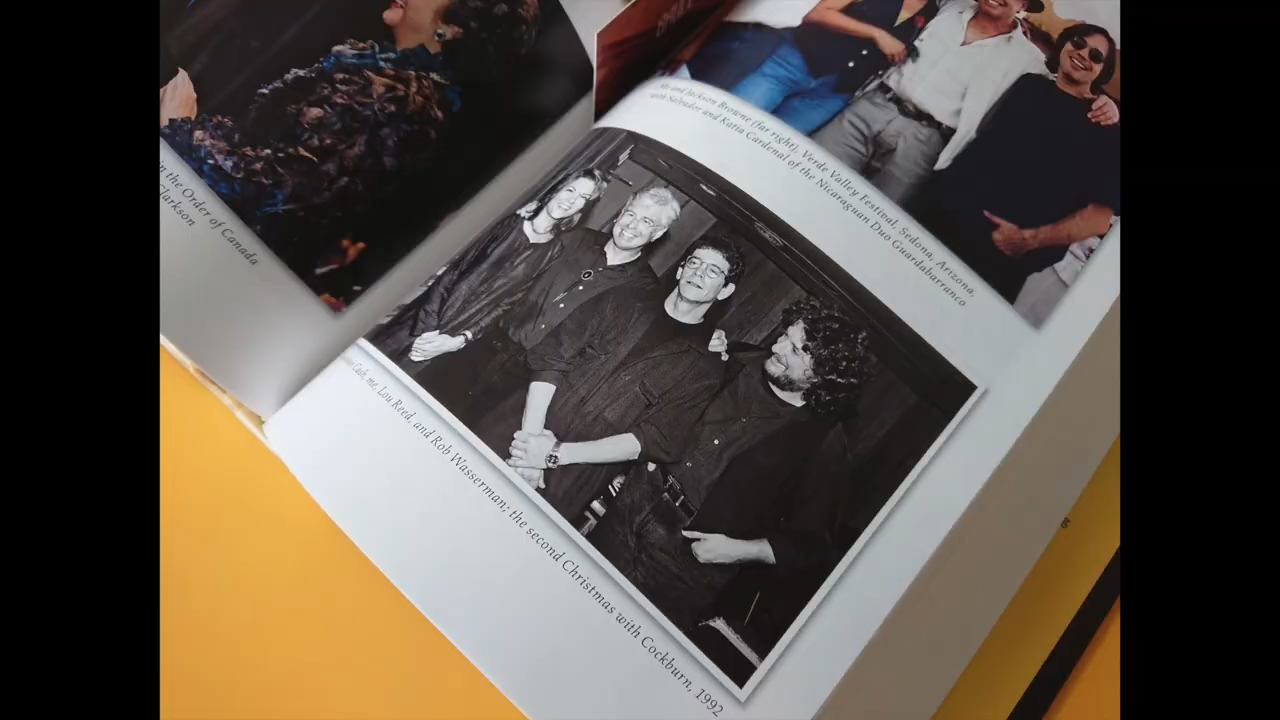 in the Order of Canada
Clarkson
Me and Jackson Browne (far right), Verde Valley Festival, Sedona, Arizona,
with Salvador and Katia Cardenal of the Nicaraguan Duo Guardabarranco
Cash, me, Lou Reed, and Rob Wasserman; the second Christmas with Cockburn, 1992